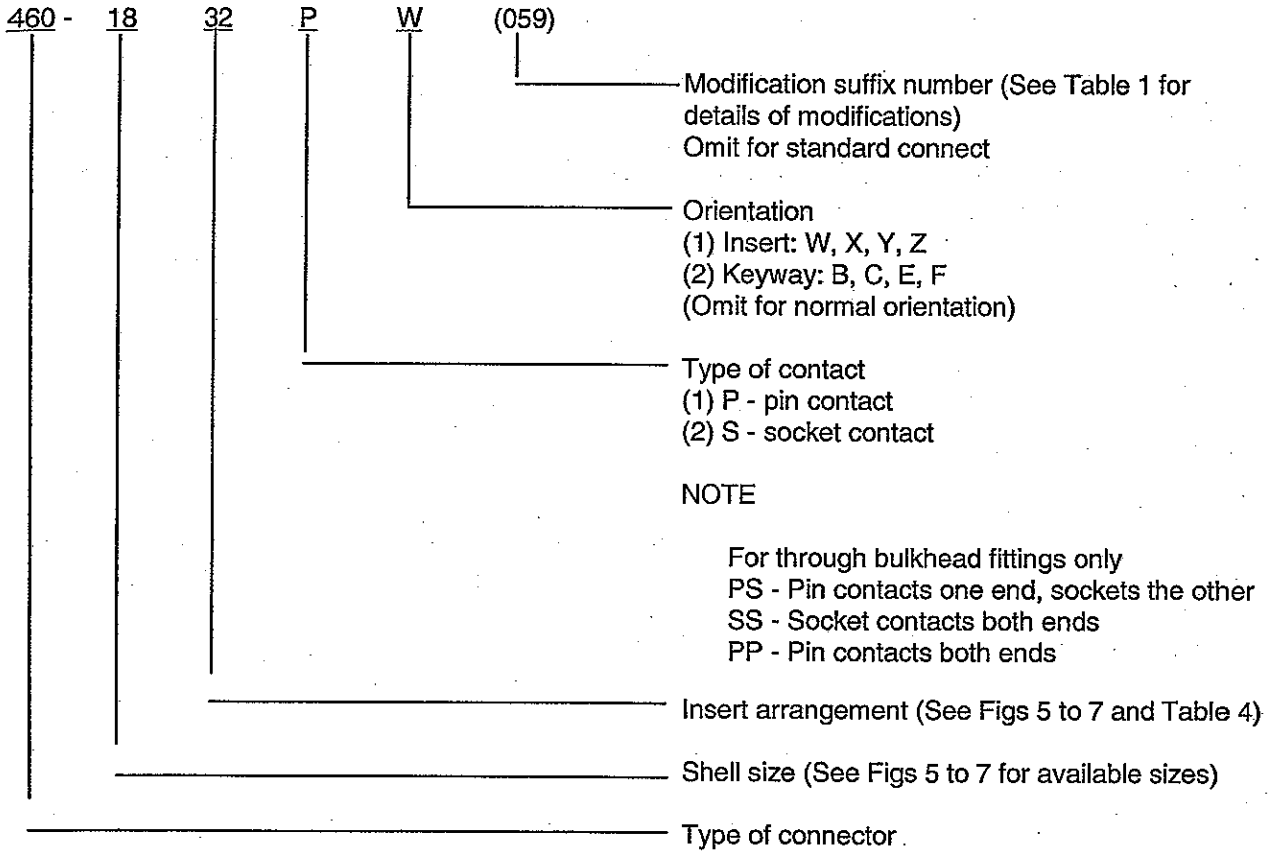 460 - 18 32 P W (059)
Modification suffix number (See Table 1 for
details of modifications)
Omit for standard connect
Orientation
(1) Insert: W, X, Y, Z
(2) Keyway: B, C, E, F
(Omit for normal orientation)
Type of contact
(1) P - pin contact
(2) S - socket contact
NOTE
For through bulkhead fittings only
PS - Pin contacts one end, sockets the other
SS - Socket contacts both ends
PP - Pin contacts both ends
Insert arrangement (See Figs 5 to 7 and Table 4)
Shell size (See Figs 5 to 7 for available sizes)
Type of connector